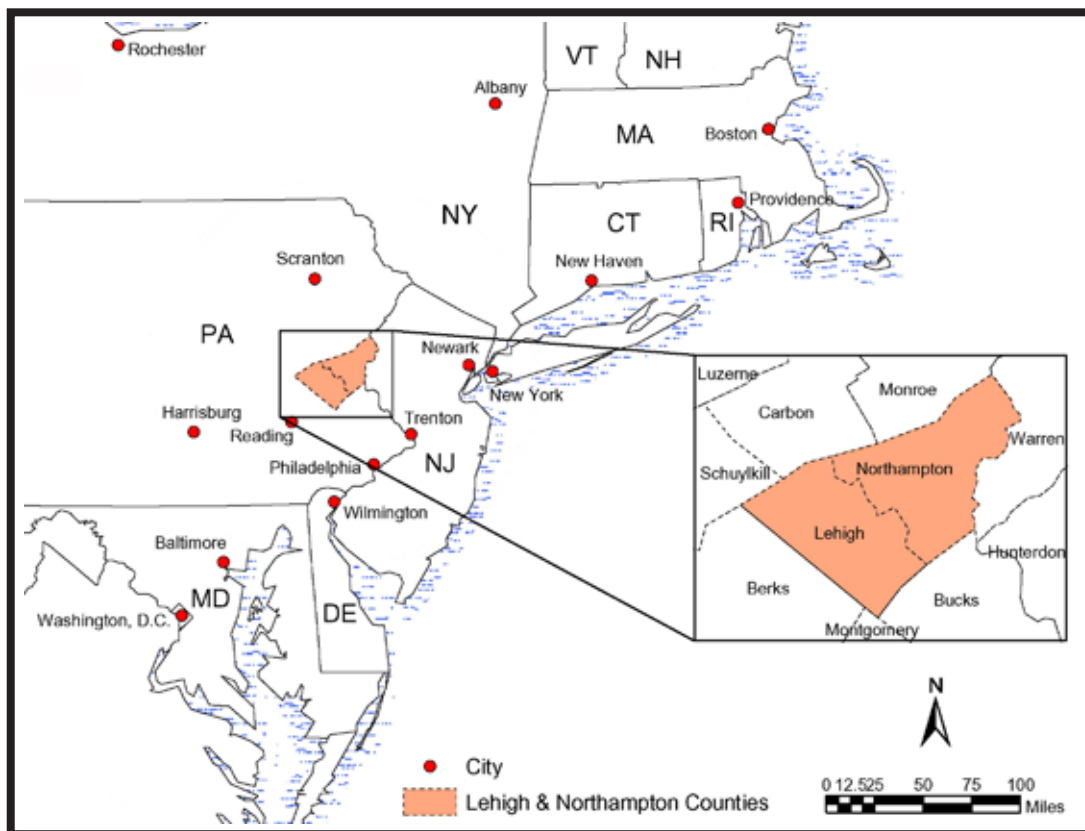 Rochester
VT
NH
Albany
MA
Boston
NY
Providence
CT
RI
Scranton
New Haven
PA
Newark
New York
Harrisburg
Reading
Trenton
Philadelphia
NJ
Wilmington
Baltimore
MD
Washington, D.C.
DE
Luzerne
Monroe
Carbon
Warren
Schuylkill
Northampton
Lehigh
Hunterdon
Berks
Bucks
Montgomery
N
City
Lehigh & Northampton Counties
0 12.525 50 75 100
Miles